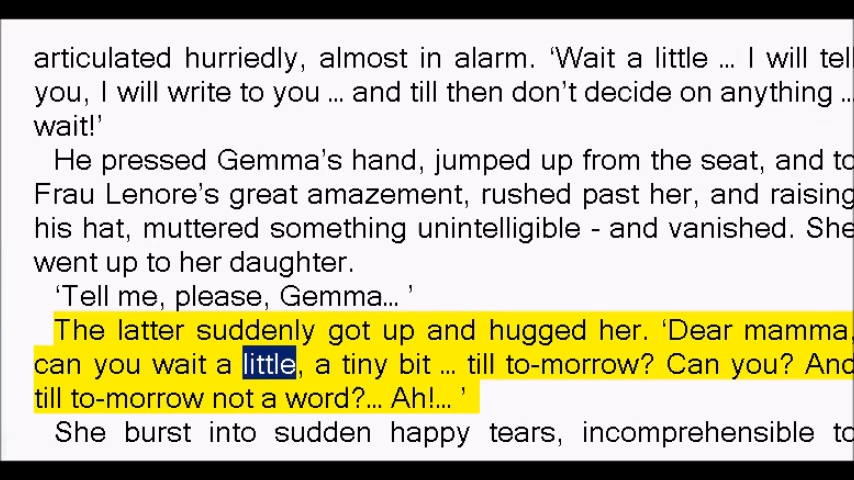 articulated hurriedly, almost in alarm. ‘Wait a little ... I will tell
you, I will write to you ... and till then don’t decide on anything ...
wait!’
He pressed Gemma’s hand, jumped up from the seat, and to
Frau Lenore’s great amazement, rushed past her, and raising
his hat, muttered something unintelligible - and vanished. She
went up to her daughter.
‘Tell me, please, Gemma... ’
The latter suddenly got up and hugged her. ‘Dear mamma,
can you wait a little, a tiny bit ... till to-morrow? Can you? And
till to-morrow not a word?... Ah!... ’
She burst into sudden happy tears, incomprehensible to